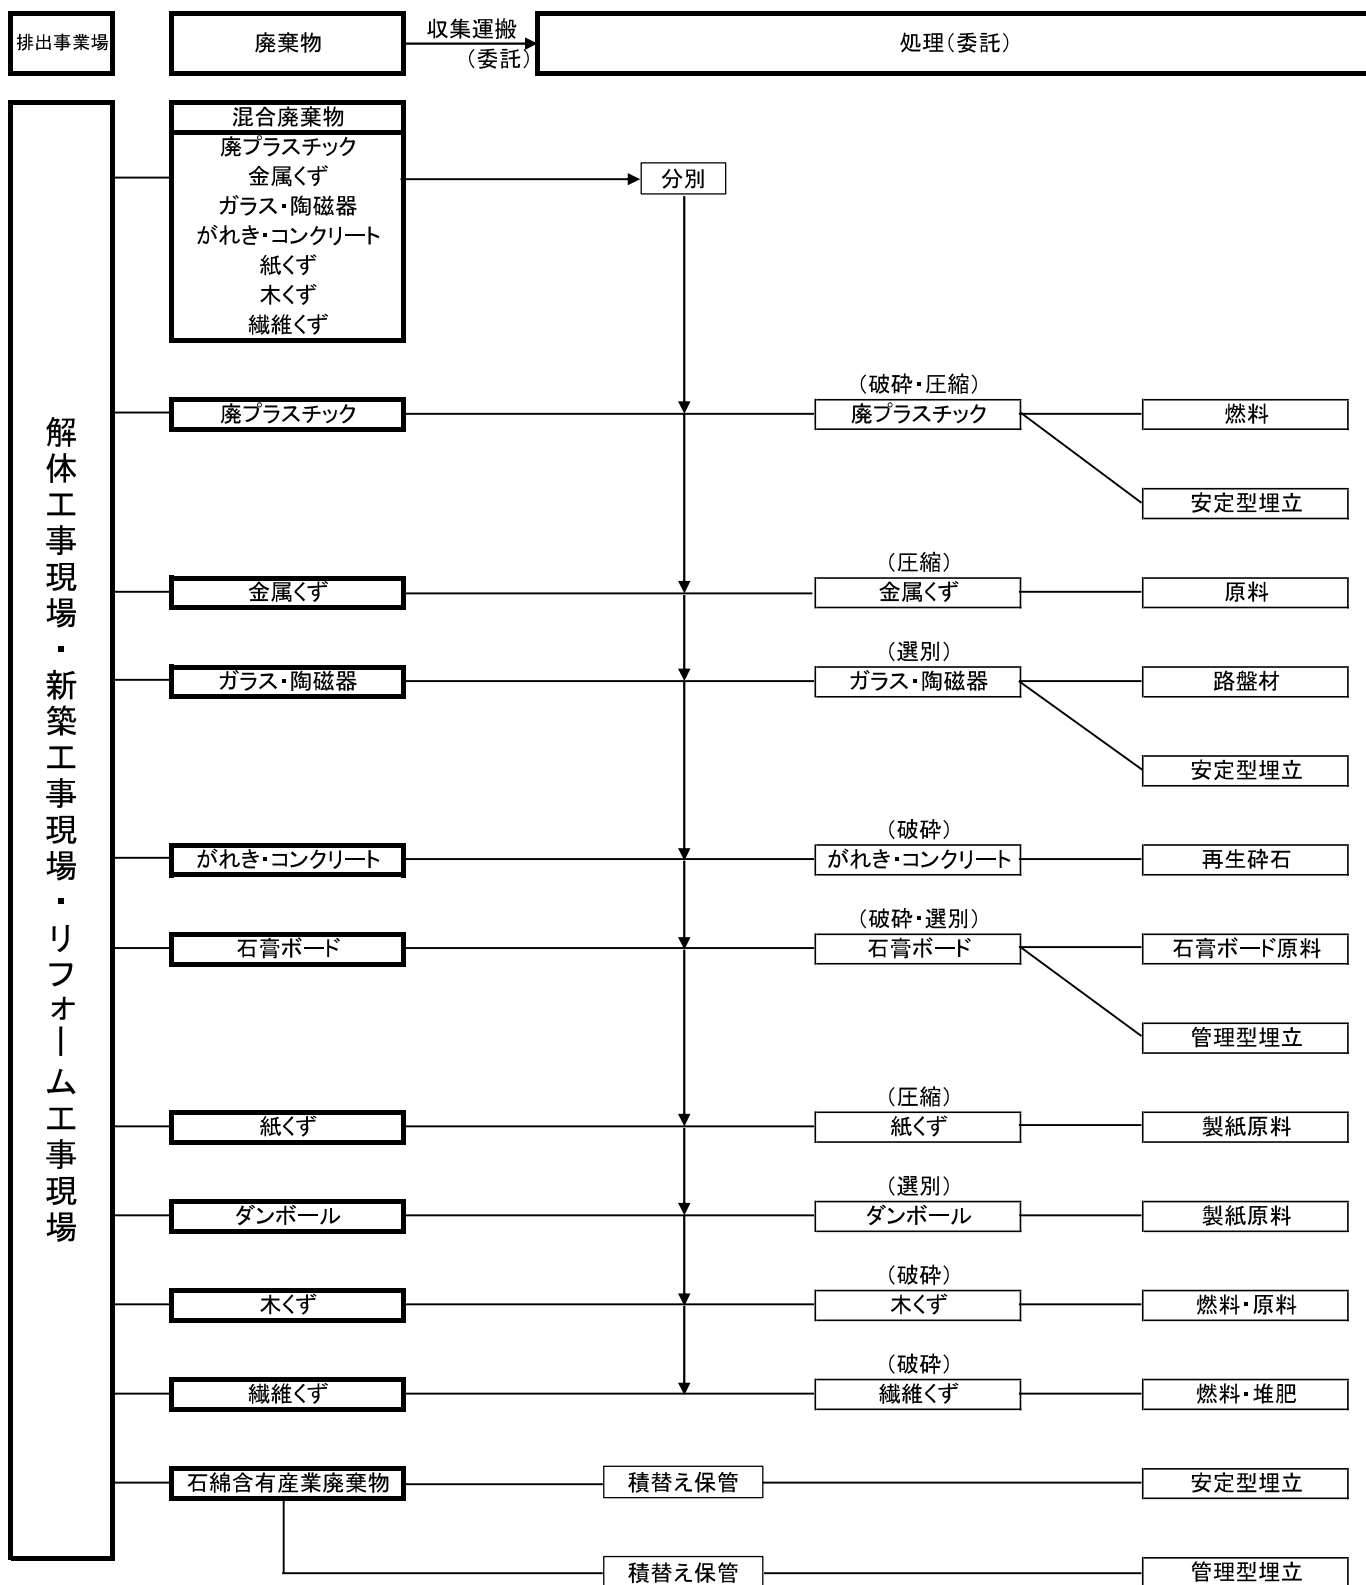 排出事業場
廃棄物
収集運搬
（委託）
処理（委託）
解体工事現場・新築工事現場・リフォーム工事現場
混合廃棄物
廃プラスチック
金属くず
ガラス・陶磁器
がれき・コンクリート
紙くず
木くず
繊維くず
分別
（破砕・圧縮）
廃プラスチック
廃プラスチック
燃料
安定型埋立
（圧縮）
金属くず
金属くず
原料
（選別）
ガラス・陶磁器
ガラス・陶磁器
路盤材
安定型埋立
（破砕）
がれき・コンクリート
がれき・コンクリート
再生砕石
（破砕・選別）
石膏ボード
石膏ボード
石膏ボード原料
管理型埋立
（圧縮）
紙くず
紙くず
製紙原料
（選別）
ダンボール
ダンボール
製紙原料
（破砕）
木くず
木くず
燃料・原料
（破砕）
繊維くず
繊維くず
燃料・堆肥
石綿含有産業廃棄物
積替え保管
安定型埋立
積替え保管
管理型埋立